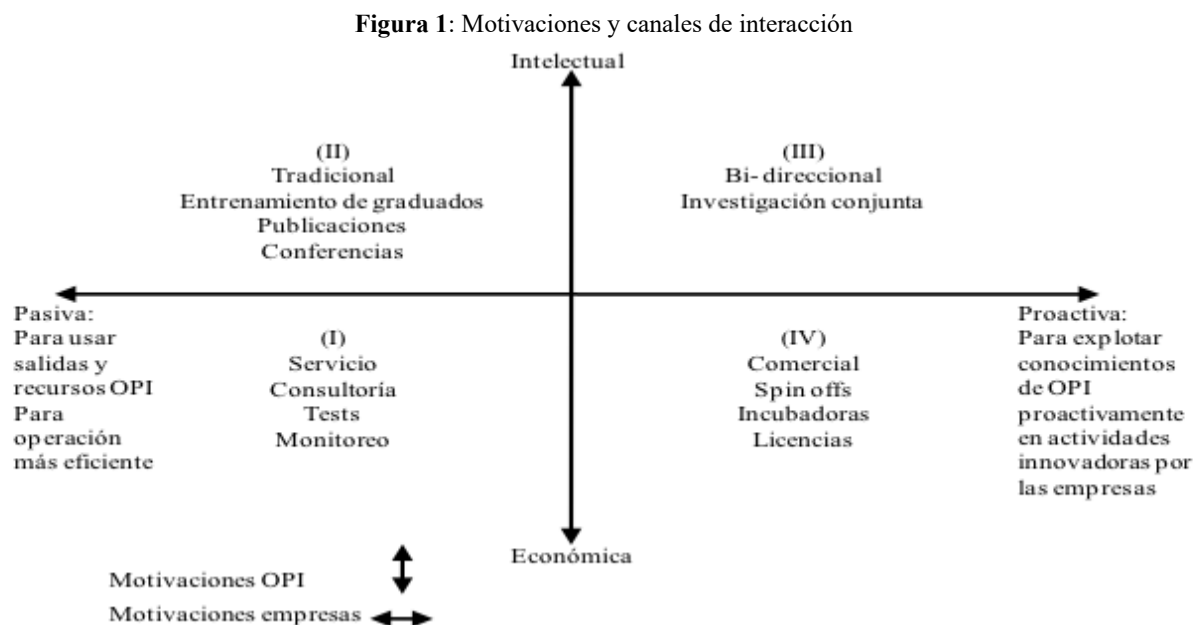 Figura 1: Motivaciones y canales de interacción
Intelectual
(II)
Tradicional
Entrenamiento de graduados
Publicaciones
Conferencias
(III)
Bi- direccional
Investigación conjunta
Pasiva:
Para usar
salidas y
recursos OPI
Para
operación
más eficiente
(I)
Servicio
Consultoría
Tests
Monitoreo
(IV)
Comercial
Spin offs
Incubadoras
Licencias
Proactiva:
Para explotar
conocimientos
de OPI
proactivamente
en actividades
innovadoras por
las empresas
Económica
Motivaciones OPI
Motivaciones empresas